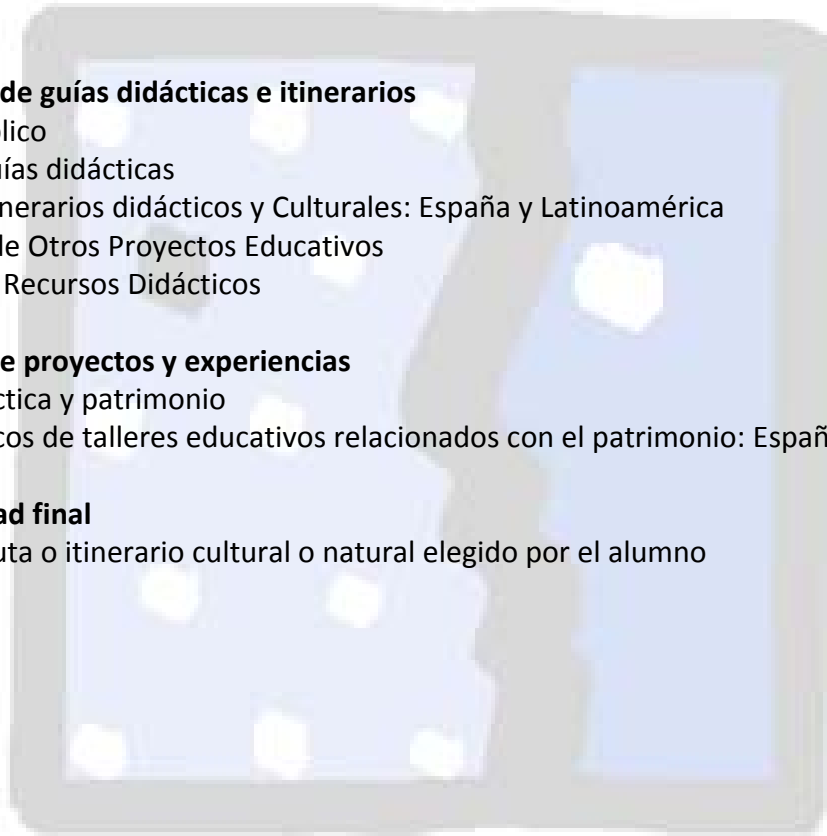 de guías didácticas e itinerarios
lico
ías didácticas
nerarios didácticos y Culturales: España y Latinoamérica
de Otros Proyectos Educativos
Recursos Didácticos
e proyectos y experiencias
ctica y patrimonio
cos de talleres educativos relacionados con el patrimonio: Españ
ad final
uta o itinerario cultural o natural elegido por el alumno